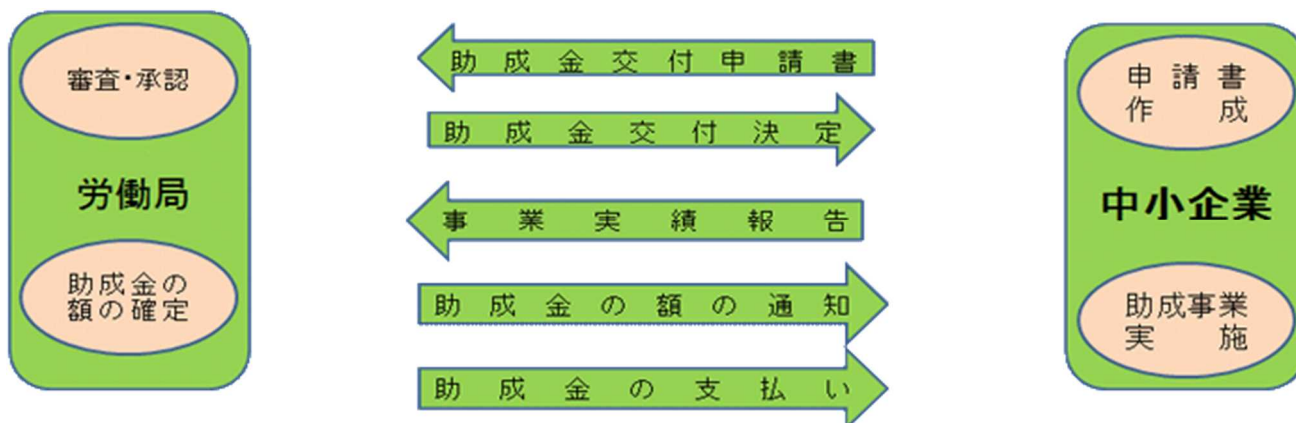 審査・承認
労働局
助成金の
額の確定
助成金交付申請書
助成金交付決定
事業実績報告
助成金の額の通知
助成金の支払い
申請書
作成
中小企業
助成事業
実施